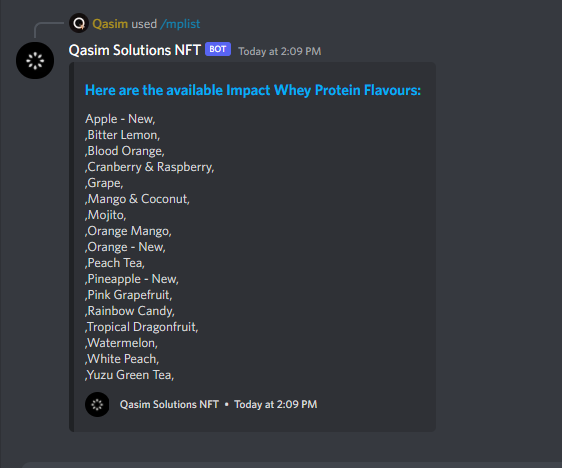 Qasim used /mplist
Qasim Solutions NFT BOT Today at 2:09 PM
Here are the available Impact Whey Protein Flavours:
Apple - New,
,Bitter Lemon,
,Blood Orange,
,Cranberry & Raspberry,
,Grape,
,Mango & Coconut,
,Mojito,
,Orange Mango,
,Orange - New,
,Peach Tea,
,Pineapple - New,
,Pink Grapefruit,
,Rainbow Candy,
,Tropical Dragonfruit,
,Watermelon,
,White Peach,
,Yuzu Green Tea,
Qasim Solutions NFT • Today at 2:09 PM